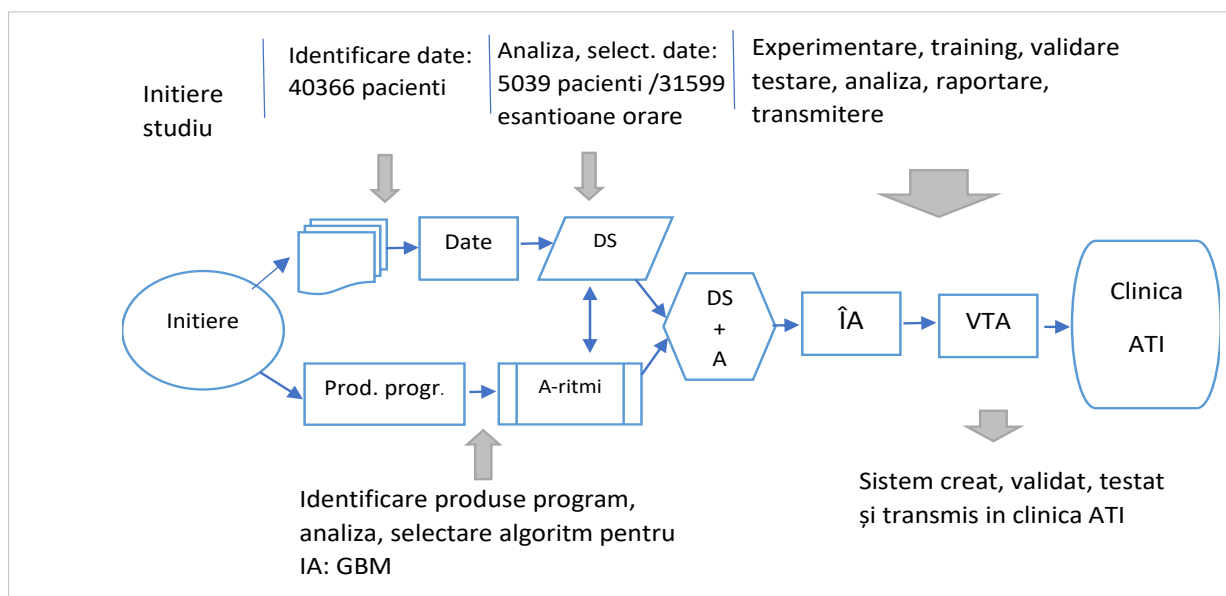 Initiere
studiu
Identificare date:
40366 pacienti
Analiza, select. date:
5039 pacienti /31599
esantioane orare
Experimentare, training, validare
testare, analiza, raportare,
transmitere
Initiere
Date
DS
Prod. progr.
A-ritmi
DS
+
A
ÎA
VTA
Clinica
ATI
Identificare produse program,
analiza, selectare algoritm pentru
IA: GBM
Sistem creat, validat, testat
și transmis in clinica ATI